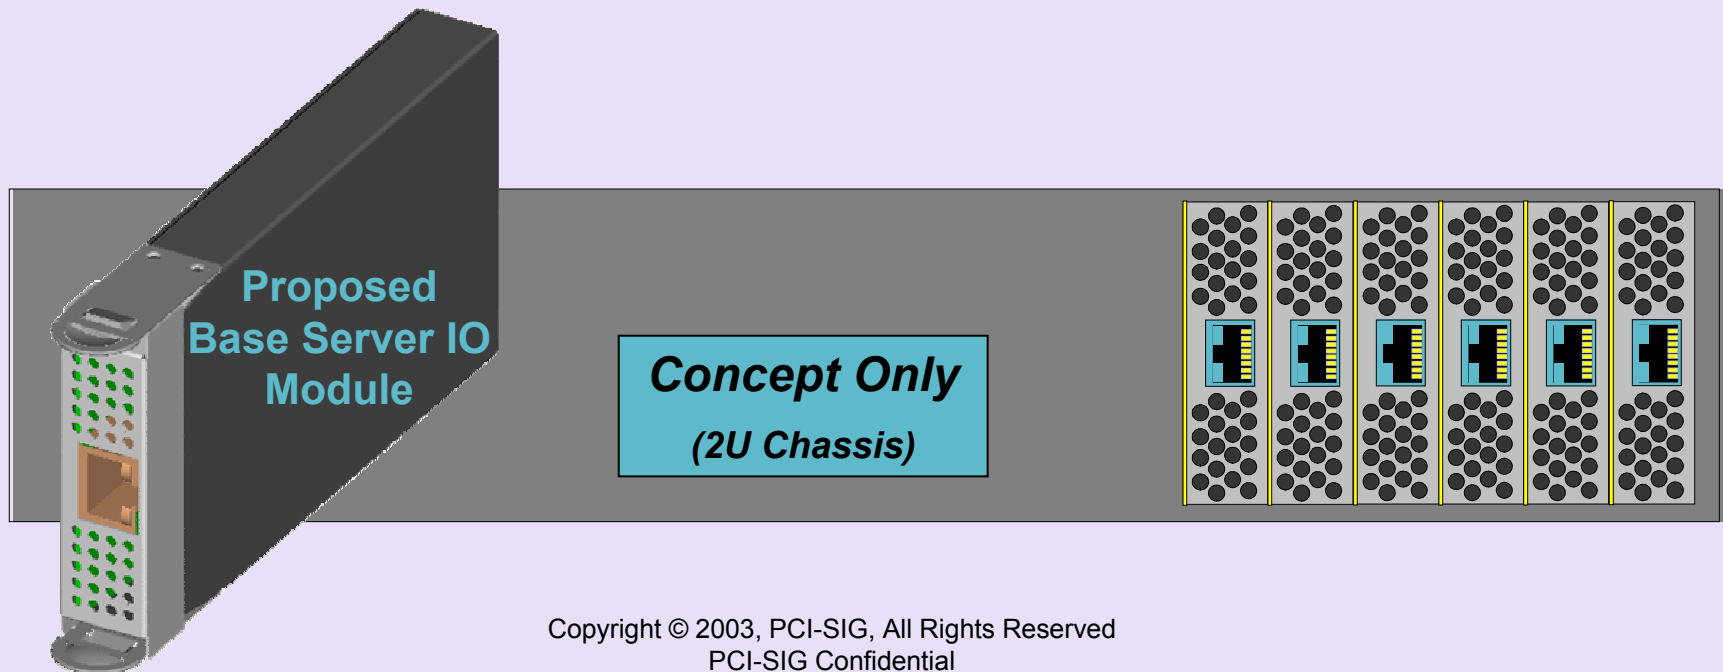 Proposed
Base Server IO
Module
Concept Only
(2U Chassis)
Copyright © 2003, PCI-SIG, All Rights Reserved
PCI-SIG Confidential